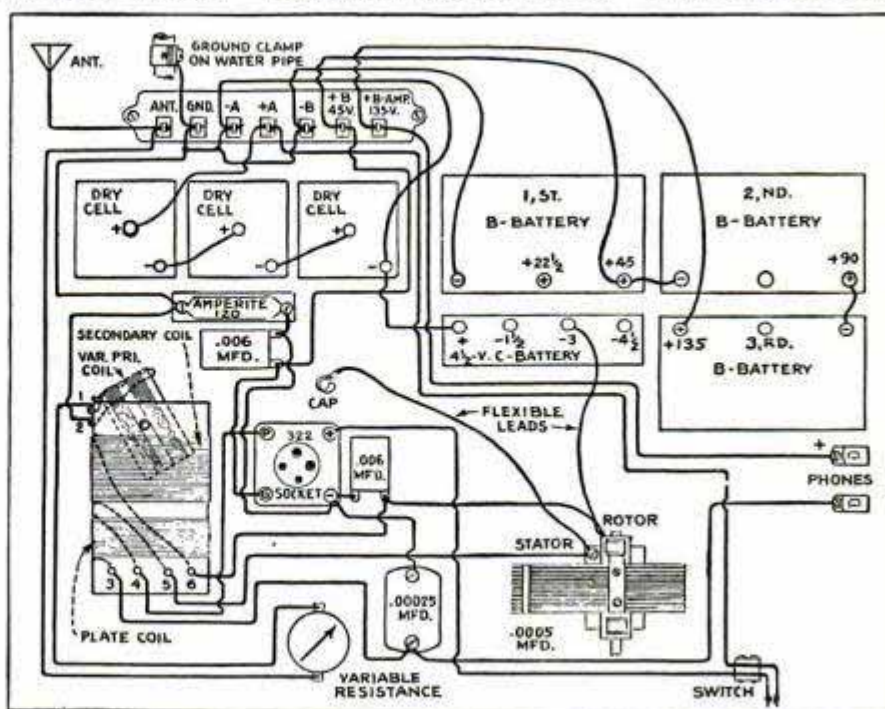 ANT.
GROUND CLAMP
ON WATER PIPE
ANT. GND. -A +A -B +B 45V. +B-AMP. 135V.
DRY CELL
+
-
DRY CELL
+
-
DRY CELL
+
-
1, ST.
B-BATTERY
- +22½ +45
+
2, ND.
B-BATTERY
- +90
+
AMPERITE
120
.006
MFD.
+ -1½ -3 -4½
4½-V. C-BATTERY
+
+135
3, RD.
-
B-BATTERY
SECONDARY COIL
VAR. PRI.
COIL
1
2
CAP
FLEXIBLE
LEADS
P 322 +
G SOCKET -
.006
MFD.
+
PHONES
ROTOR
STATOR
3 4 5 6
PLATE COIL
.00025
MFD.
.0005
MFD.
VARIABLE
RESISTANCE
SWITCH